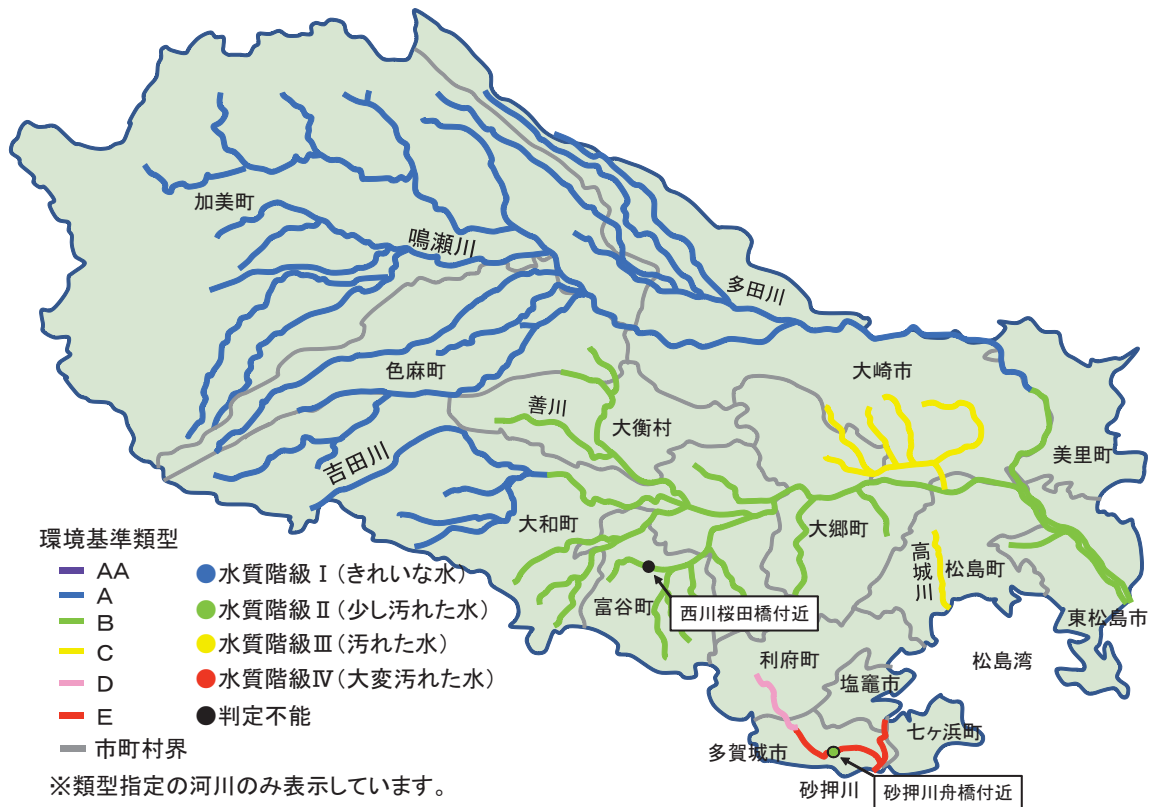 加美町
鳴瀬川
多田川
色麻町
大崎市
善川
大衡村
美里町
吉田川
大和町
大郷町
高城川
松島町
富谷町
西川桜田橋付近
東松島市
松島湾
利府町
塩竈市
七ヶ浜町
多賀城市
砂押川
砂押川舟橋付近
環境基準類型
AA
A
B
C
D
E
市町村界
水質階級Ⅰ(きれいな水)
水質階級Ⅱ(少し汚れた水)
水質階級Ⅲ(汚れた水)
水質階級Ⅳ(大変汚れた水)
判定不能
※類型指定の河川のみ表示しています。